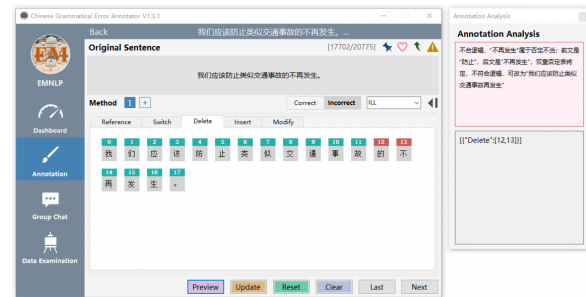 Chinese Grammatical Error Annotator V1.3.1
Back
我们应该防止类似交通事故的不再发生。...
Original Sentence
[17702/20775]
我们应该防止类似交通事故的不再发生。
EM
EMNLP
Method 1 +
Correct Incorrect ILL
Dashboard
Reference Switch Delete Insert Modify
0 1 2 3 4 5 6 7 8 9 10 11 12 13
我 们 应 该 防 止 类 似 交 通 事 故 的 不
14 15 16 17
再 发 生 。
Annotation
Group Chat
Data Examination
Preview Update Reset Clear Last Next
Annotation Analysis
Annotation Analysis
不合逻辑，"不再发生"属于否定不当；前文是
"防止"，后文是"不再发生"，双重否定表肯
定，不符合逻辑，可改为"我们应该防止类似
交通事故再发生"
[{"Delete":[12,13]}]